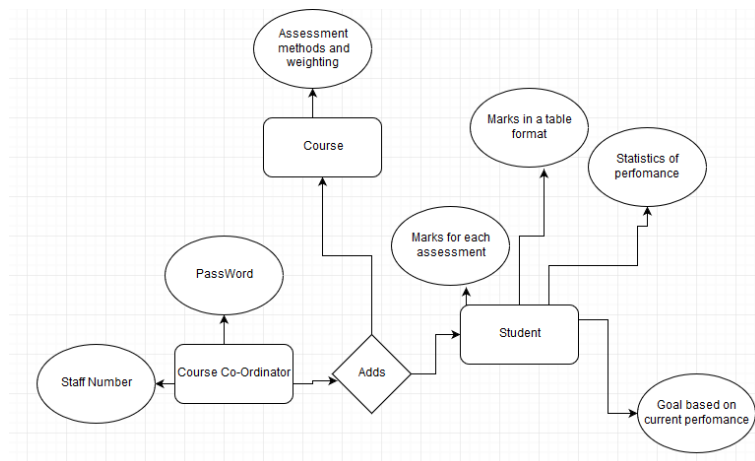 Assessment
methods and
weighting
Course
Marks in a table
format
Statistics of
perfomance
Marks for each
assessment
PassWord
Student
Course Co-Ordinator
Adds
Staff Number
Goal based on
current perfomance